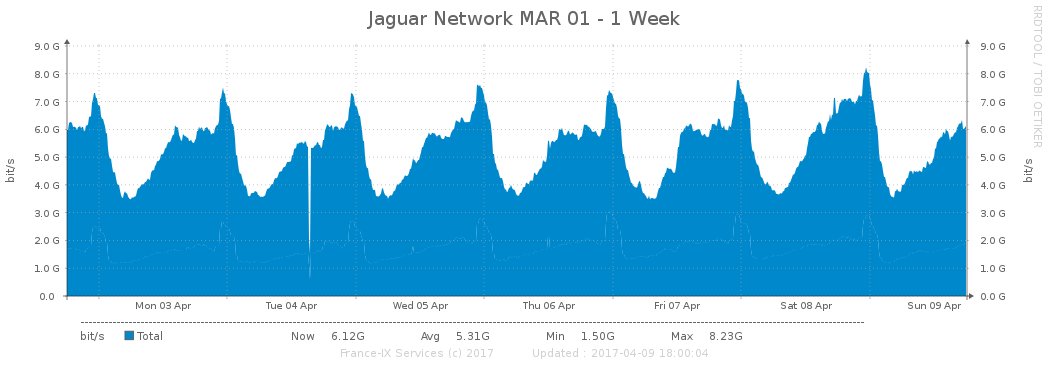 Jaguar Network MAR 01 - 1 Week
RRDTOOL / TOBI OETIKER
bit/s
9.0 G 9.0 G
8.0 G 8.0 G
7.0 G 7.0 G
6.0 G 6.0 G
5.0 G 5.0 G
4.0 G 4.0 G
3.0 G 3.0 G
2.0 G 2.0 G
1.0 G 1.0 G
0.0 0.0 G
bit/s
Mon 03 Apr Tue 04 Apr Wed 05 Apr Thu 06 Apr Fri 07 Apr Sat 08 Apr Sun 09 Apr
bit/s Total Now 6.12G Avg 5.31G Min 1.50G Max 8.23G
France-IX Services (c) 2017 Updated : 2017-04-09 18:00:04